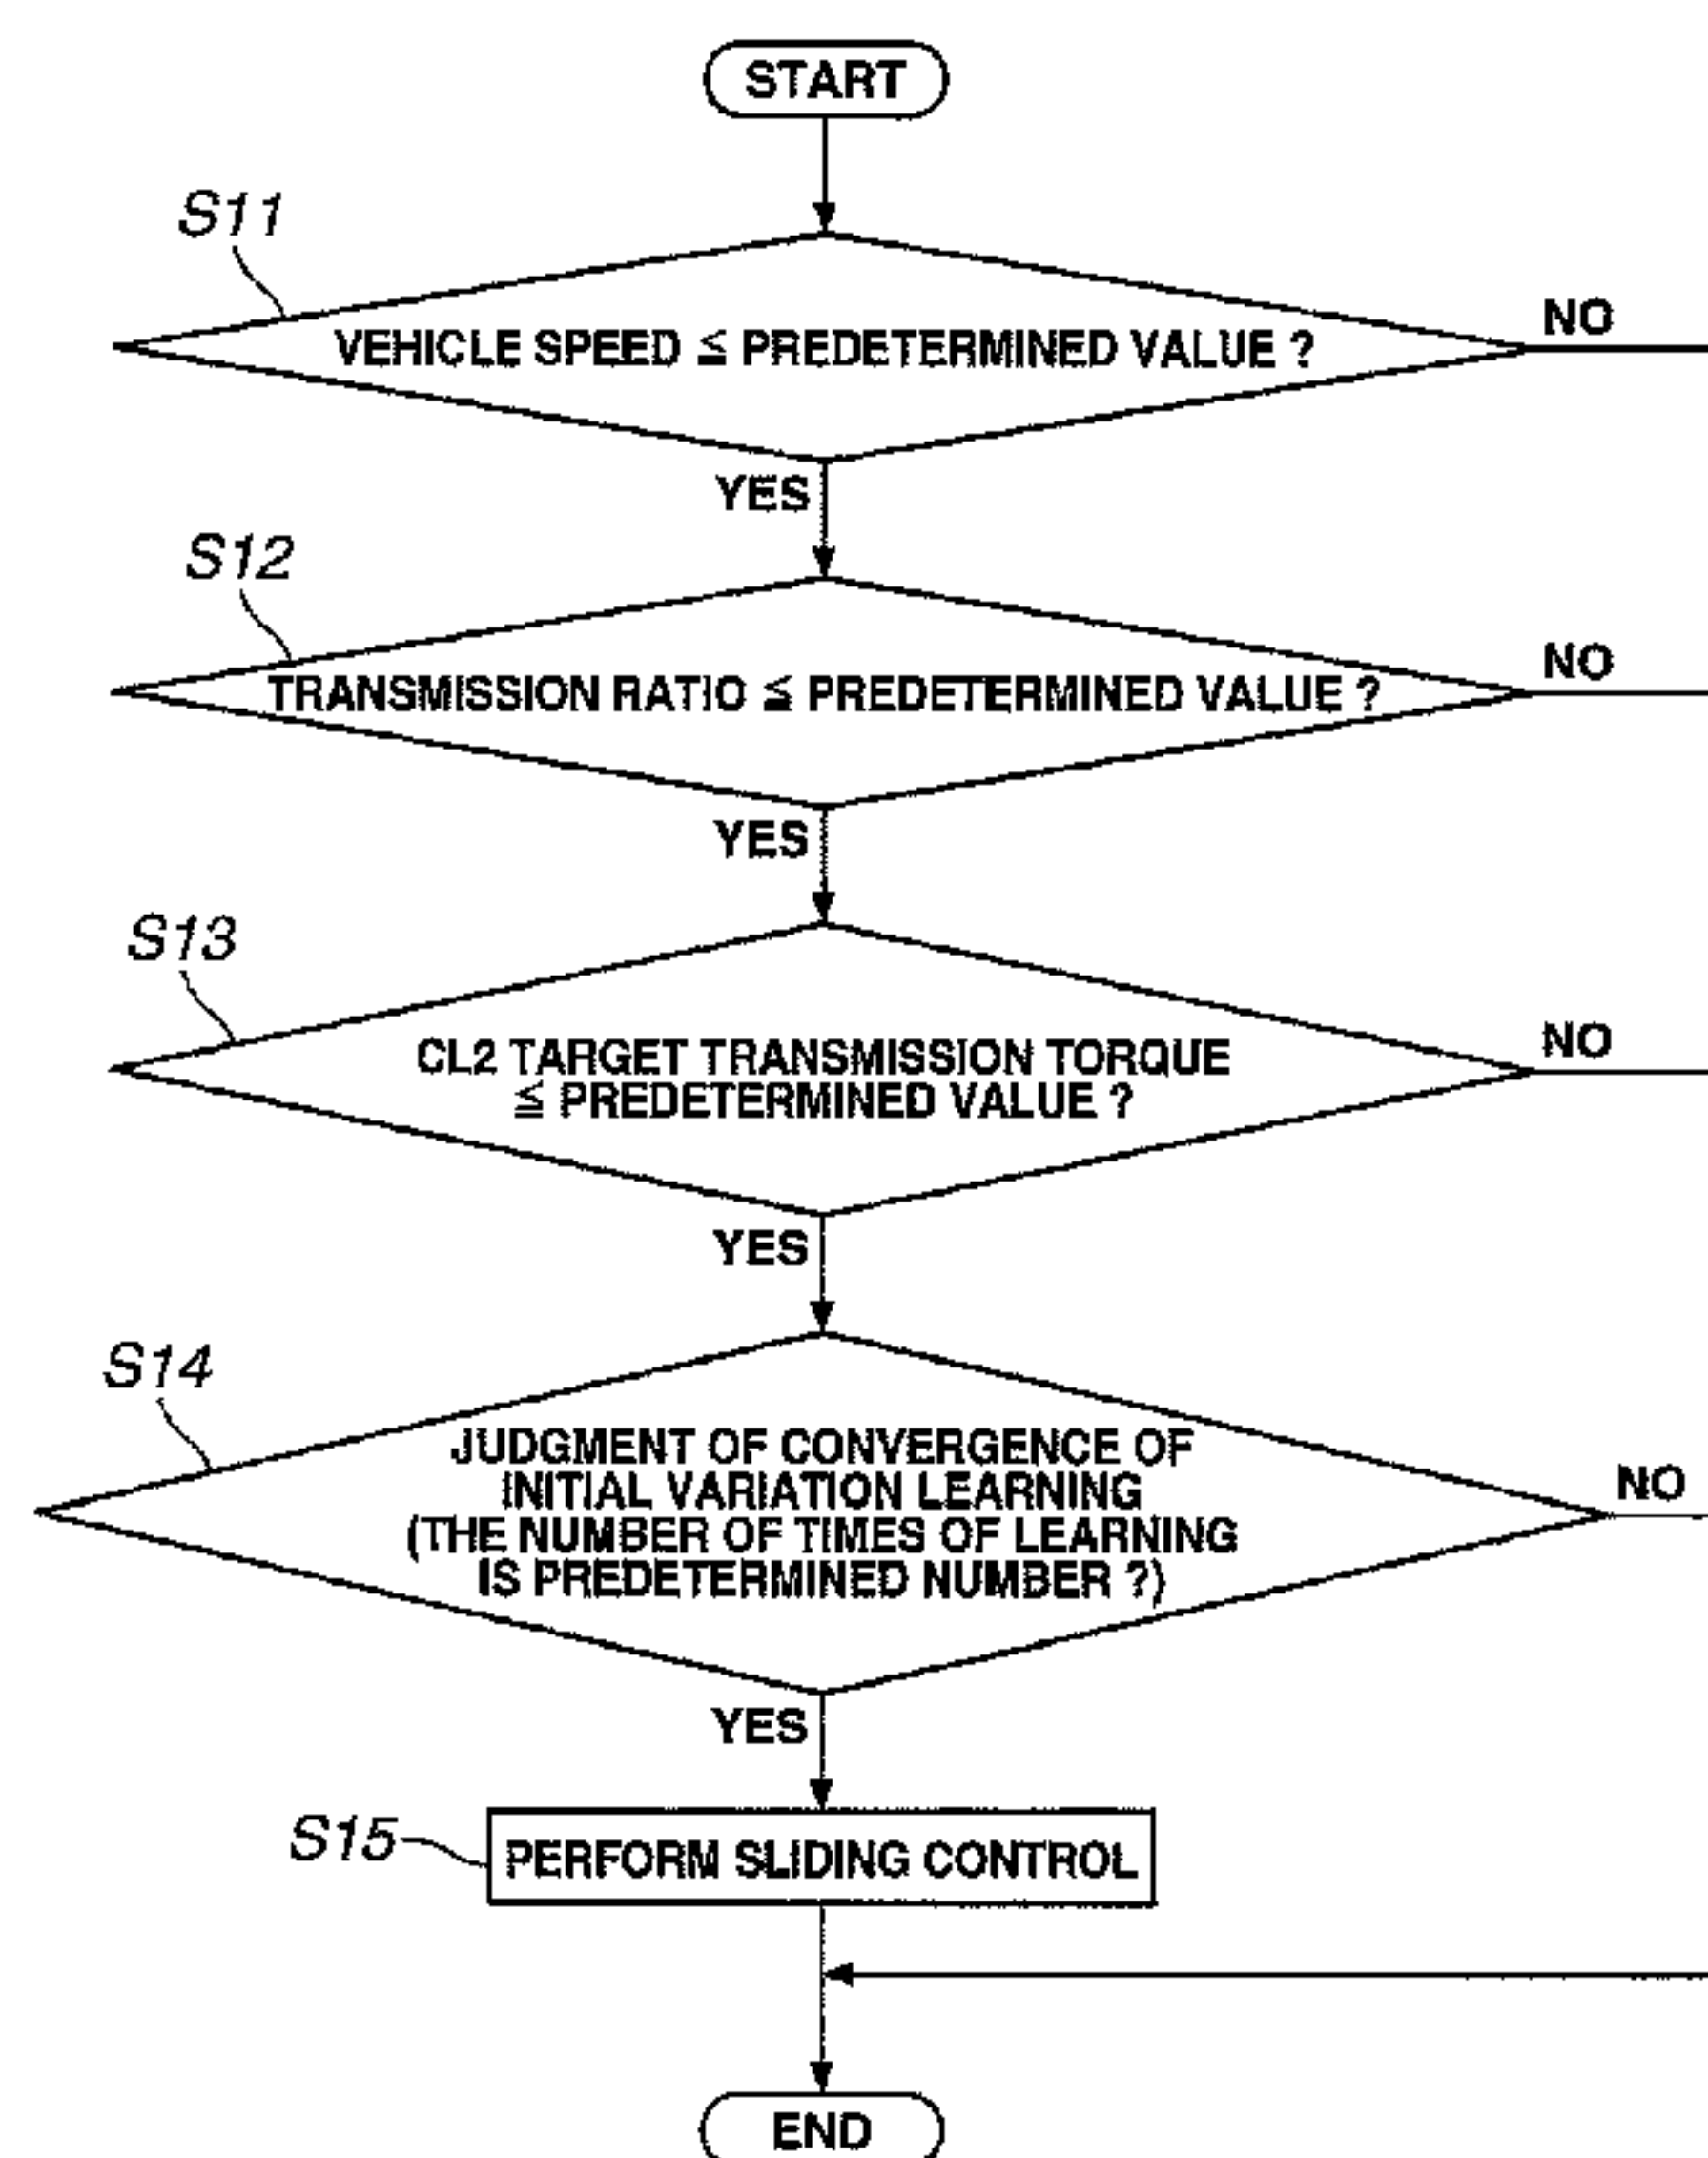 START
S11
VEHICLE SPEED ≦ PREDETERMINED VALUE ?
NO
YES
S12
TRANSMISSION RATIO ≦ PREDETERMINED VALUE ?
NO
YES
S13
CL2 TARGET TRANSMISSION TORQUE
≦ PREDETERMINED VALUE ?
NO
YES
S14
JUDGMENT OF CONVERGENCE OF
INITIAL VARIATION LEARNING
(THE NUMBER OF TIMES OF LEARNING
IS PREDETERMINED NUMBER ?)
NO
YES
S15
PERFORM SLIDING CONTROL
END